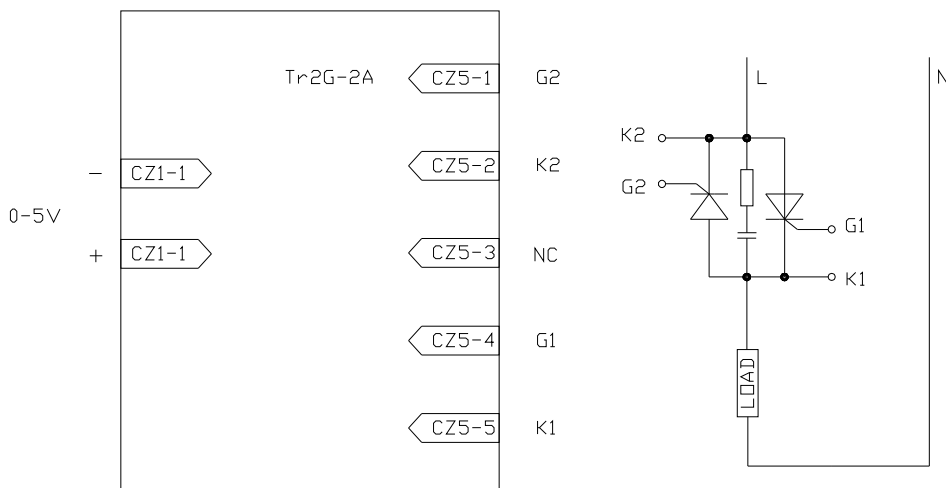 Tr2G-2A
CZ5-1
G2
L
N
K2
CZ5-2
K2
-
CZ1-1
G2
0-5V
G1
+
CZ1-1
CZ5-3
NC
K1
CZ5-4
G1
LOAD
CZ5-5
K1